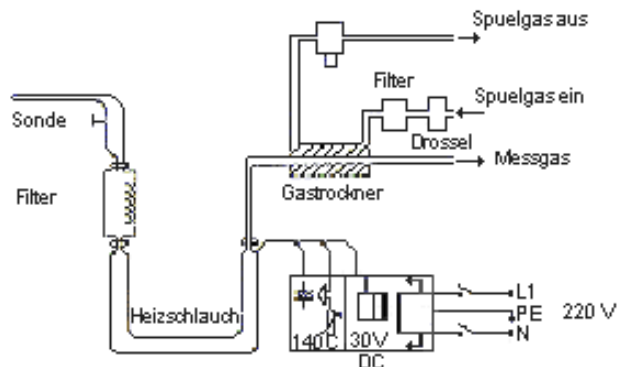 Spuelgas aus
Filter
Spuelgas ein
Sonde
Drossel
Messgas
Filter
Gastrockner
Heizschlauch
L1
PE 220 V
N
140C 30V
DC